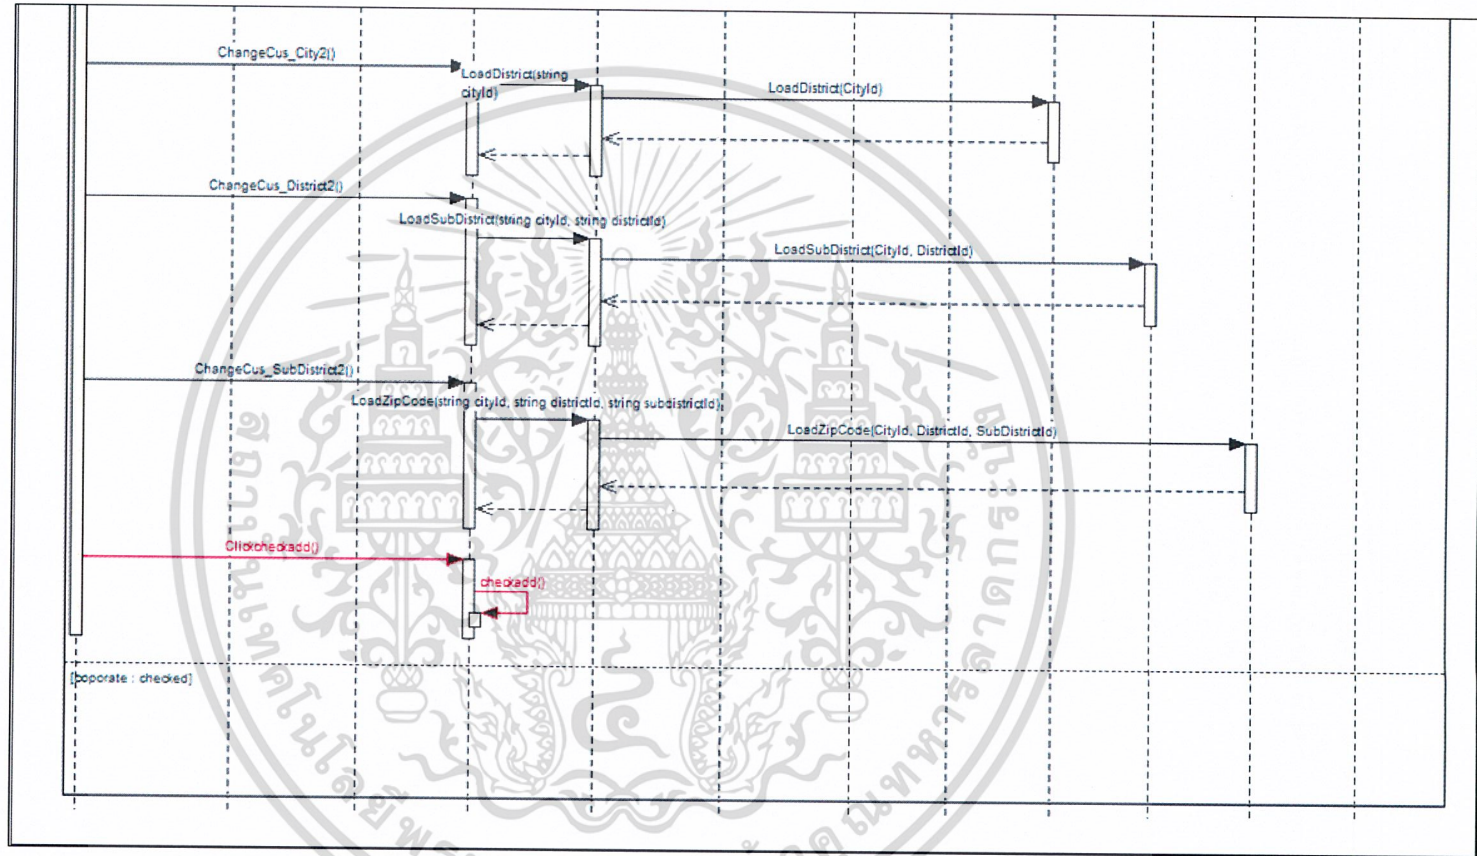 ChangeCus_City2()
LoadDistrict(string
cityId)
LoadDistrict(CityId)
ChangeCus_District2()
LoadSubDistrict(string cityId, string districtId)
LoadSubDistrict(CityId, DistrictId)
ChangeCus_SubDistrict2()
LoadZipCode(string cityId, string districtId, string subdistrictId)
LoadZipCode(CityId, DistrictId, SubDistrictId)
Clickcheckadd()
checkadd()
[coporate : checked]